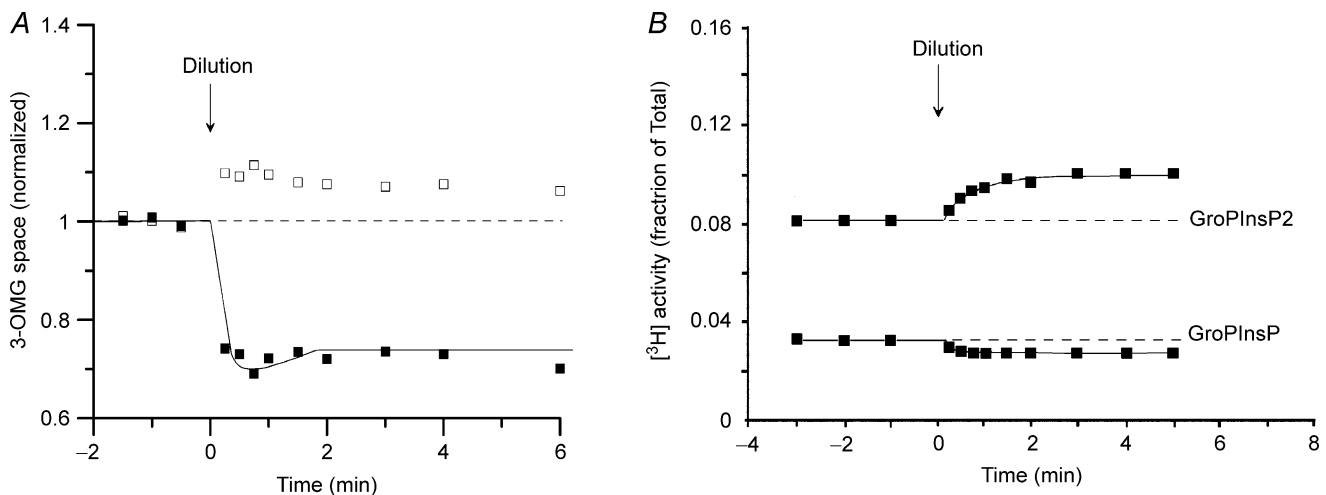 A
3-OMG space (normalized)
1.4
1.2
1
0.8
0.6
Dilution
−2
0
2
4
6
Time (min)
B
[³H] activity (fractrion of Total)
0.16
0.12
0.08
0.04
0
Dilution
GroPInsP2
GroPInsP
−4
−2
0
2
4
6
8
Time (min)